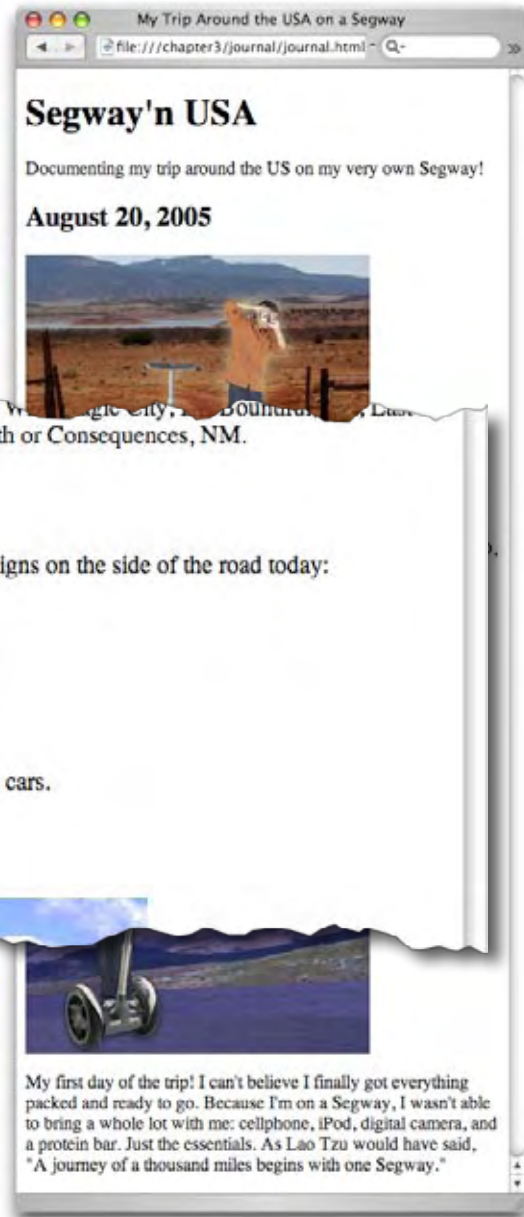 My Trip Around the USA on a Segway
file:///chapter3/journal/journal.html
Segway'n USA
Documenting my trip around the US on my very own Segway!
August 20, 2005
City,
or Consequences, NM.
igns on the side of the road today:
cars.
My first day of the trip! I can't believe I finally got everything
packed and ready to go. Because I'm on a Segway, I wasn't able
to bring a whole lot with me: cellphone, iPod, digital camera, and
a protein bar. Just the essentials. As Lao Tzu would have said,
"A journey of a thousand miles begins with one Segway."